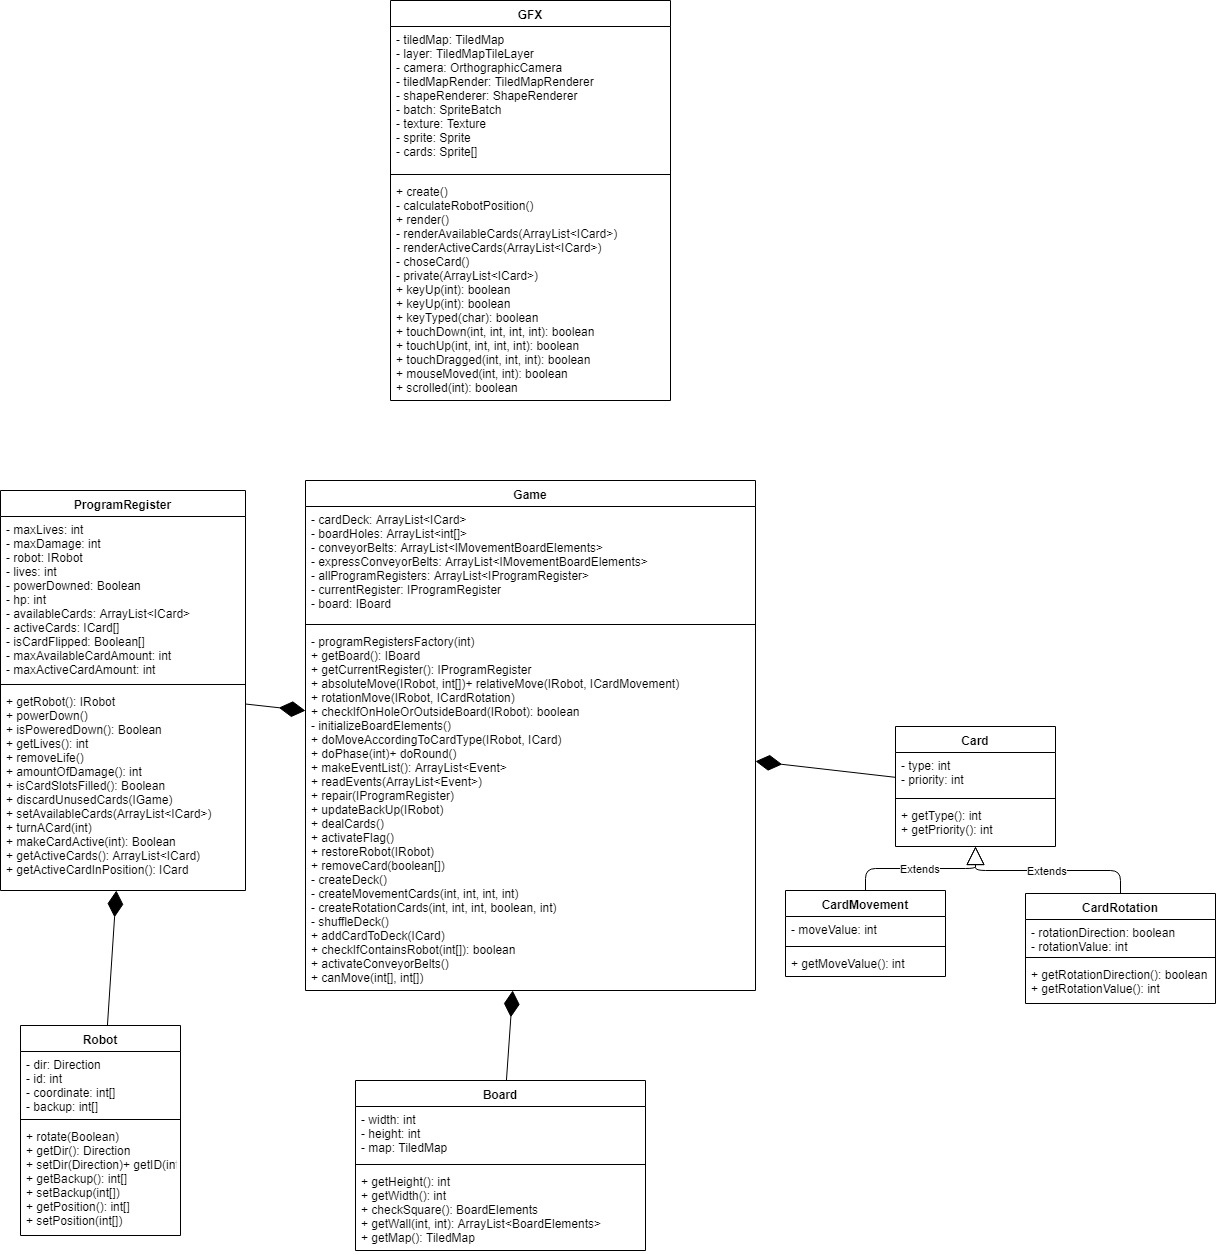 GFX
- tiledMap: TiledMap
- layer: TiledMapTileLayer
- camera: OrthographicCamera
- tiledMapRender: TiledMapRenderer
- shapeRenderer: ShapeRenderer
- batch: SpriteBatch
- texture: Texture
- sprite: Sprite
- cards: Sprite[]
+ create()
- calculateRobotPosition()
+ render()
- renderAvailableCards(ArrayList<ICard>)
- renderActiveCards(ArrayList<ICard>)
- choseCard()
- private(ArrayList<ICard>)
+ keyUp(int): boolean
+ keyUp(int): boolean
+ keyTyped(char): boolean
+ touchDown(int, int, int, int): boolean
+ touchUp(int, int, int, int): boolean
+ touchDragged(int, int, int): boolean
+ mouseMoved(int, int): boolean
+ scrolled(int): boolean
ProgramRegister
- maxLives: int
- maxDamage: int
- robot: IRobot
- lives: int
- powerDowned: Boolean
- hp: int
- availableCards: ArrayList<ICard>
- activeCards: ICard[]
- isCardFlipped: Boolean[]
- maxAvailableCardAmount: int
- maxActiveCardAmount: int
+ getRobot(): IRobot
+ powerDown()
+ isPoweredDown(): Boolean
+ getLives(): int
+ removeLife()
+ amountOfDamage(): int
+ isCardSlotsFilled(): Boolean
+ discardUnusedCards(IGame)
+ setAvailableCards(ArrayList<ICard>)
+ turnACard(int)
+ makeCardActive(int): Boolean
+ getActiveCards(): ArrayList<ICard)
+ getActiveCardInPosition(): ICard
Game
- cardDeck: ArrayList<ICard>
- boardHoles: ArrayList<int[]>
- conveyorBelts: ArrayList<IMovementBoardElements>
- expressConveyorBelts: ArrayList<IMovementBoardElements>
- allProgramRegisters: ArrayList<IProgramRegister>
- currentRegister: IProgramRegister
- board: IBoard
- programRegistersFactory(int)
+ getBoard(): IBoard
+ getCurrentRegister(): IProgramRegister
+ absoluteMove(IRobot, int[])+ relativeMove(IRobot, ICardMovement)
+ rotationMove(IRobot, ICardRotation)
+ checkIfOnHoleOrOutsideBoard(IRobot): boolean
- initializeBoardElements()
+ doMoveAccordingToCardType(IRobot, ICard)
+ doPhase(int)+ doRound()
+ makeEventList(): ArrayList<Event>
+ readEvents(ArrayList<Event>)
+ repair(IProgramRegister)
+ updateBackUp(IRobot)
+ dealCards()
+ activateFlag()
+ restoreRobot(IRobot)
+ removeCard(boolean[])
- createDeck()
- createMovementCards(int, int, int, int)
- createRotationCards(int, int, int, boolean, int)
- shuffleDeck()
+ addCardToDeck(ICard)
+ checkIfContainsRobot(int[]): boolean
+ activateConveyorBelts()
+ canMove(int[], int[])
Card
- type: int
- priority: int
+ getType(): int
+ getPriority(): int
Extends
Extends
CardMovement
- moveValue: int
+ getMoveValue(): int
CardRotation
- rotationDirection: boolean
- rotationValue: int
+ getRotationDirection(): boolean
+ getRotationValue(): int
Robot
- dir: Direction
- id: int
- coordinate: int[]
- backup: int[]
+ rotate(Boolean)
+ getDir(): Direction
+ setDir(Direction)+ getID(int
+ getBackup(): int[]
+ setBackup(int[])
+ getPosition(): int[]
+ setPosition(int[])
Board
- width: int
- height: int
- map: TiledMap
+ getHeight(): int
+ getWidth(): int
+ checkSquare(): BoardElements
+ getWall(int, int): ArrayList<BoardElements>
+ getMap(): TiledMap